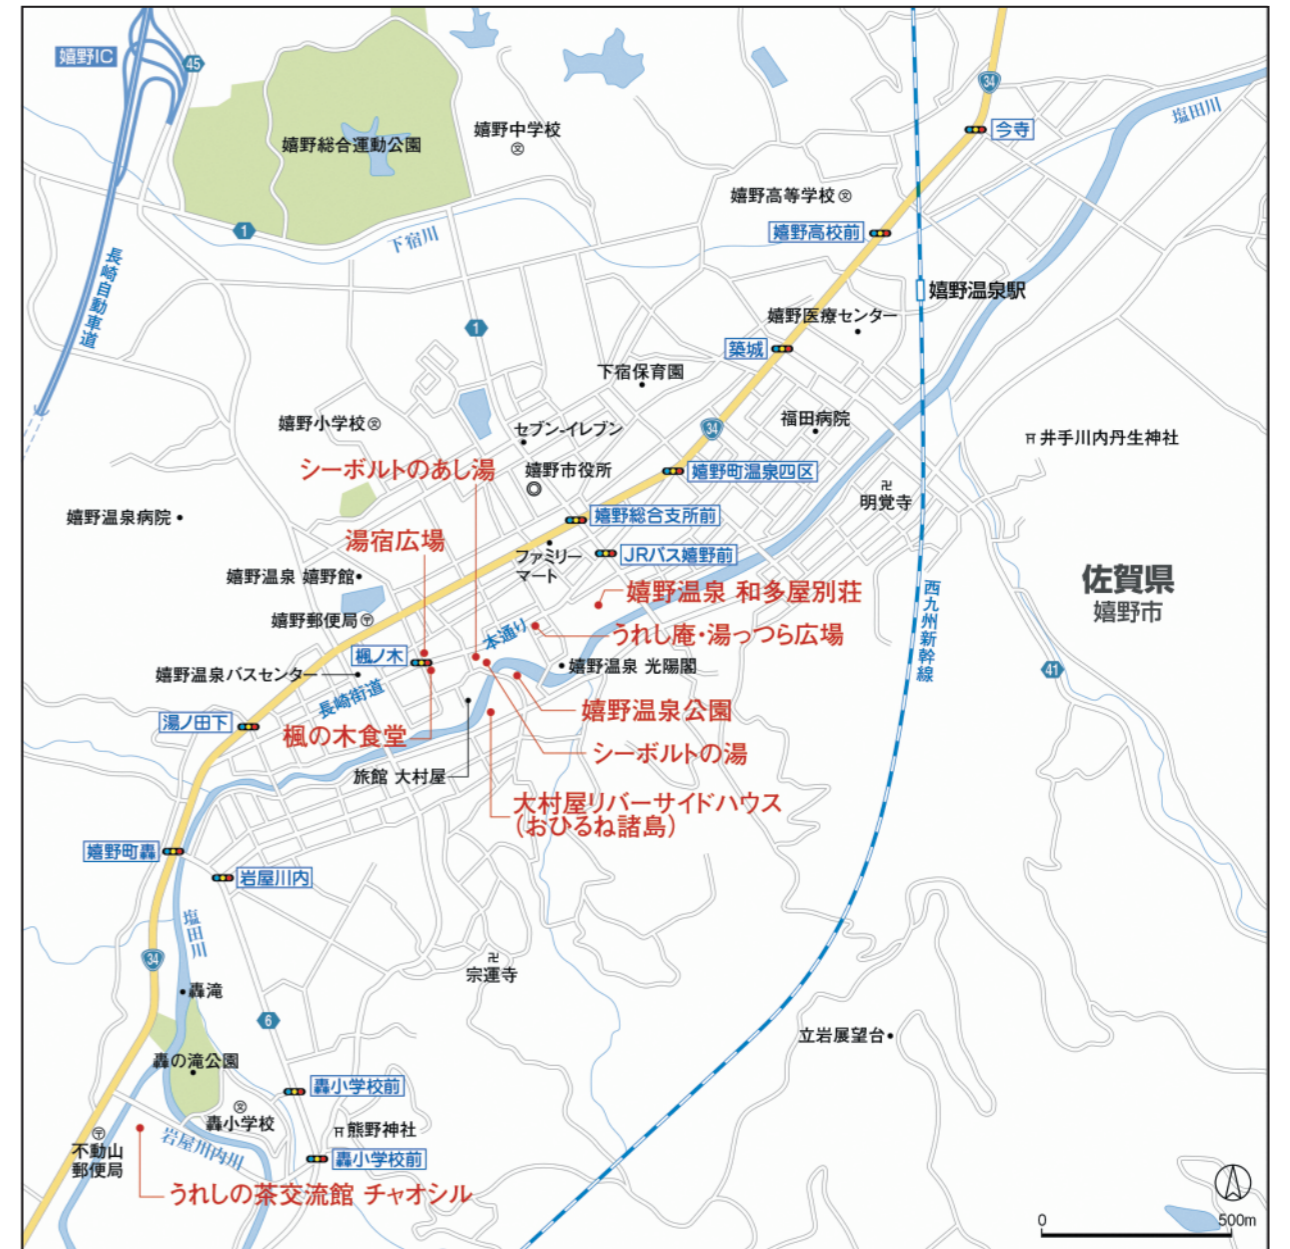 嬉野IC
45
嬉野総合運動公園
嬉野中学校
34
今寺
塩田川
嬉野高等学校
嬉野高校前
1
下宿川
長崎自動車道
嬉野温泉駅
嬉野医療センター
1
築城
下宿保育園
福田病院
34
嬉野小学校
セブン-イレブン
井手川内丹生神社
シーボルトのあし湯
嬉野市役所
嬉野町温泉四区
明覚寺
嬉野温泉病院
嬉野総合支所前
湯宿広場
ファミリー
マート
JRバス嬉野前
嬉野温泉 嬉野館
嬉野温泉 和多屋別荘
佐賀県
嬉野市
西九州新幹線
嬉野郵便局
本通り
うれし庵・湯っつら広場
楓ノ木
嬉野温泉バスセンター
嬉野温泉 光陽閣
41
長崎街道
湯ノ田下
嬉野温泉公園
楓の木食堂
シーボルトの湯
旅館 大村屋
大村屋リバーサイドハウス
(おひるね諸島)
嬉野町轟
岩屋川内
塩田川
34
宗運寺
轟滝
6
立岩展望台
轟の滝公園
轟小学校前
轟小学校
熊野神社
岩屋川内川
不動山
郵便局
轟小学校前
うれしの茶交流館 チャオシル
0
500m